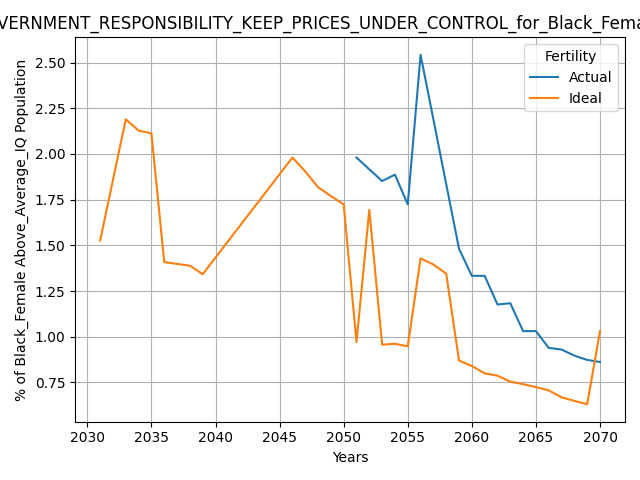 VERNMENT_RESPONSIBILITY_KEEP_PRICES_UNDER_CONTROL_for_Black_Fema
Fertility
Actual
Ideal
2.50
2.25
2.00
1.75
1.50
1.25
1.00
0.75
% of Black_Female Above_Average_IQ Population
2030 2035 2040 2045 2050 2055 2060 2065 2070
Years